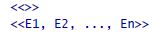 <<>>
<<E1, E2, ..., En>>